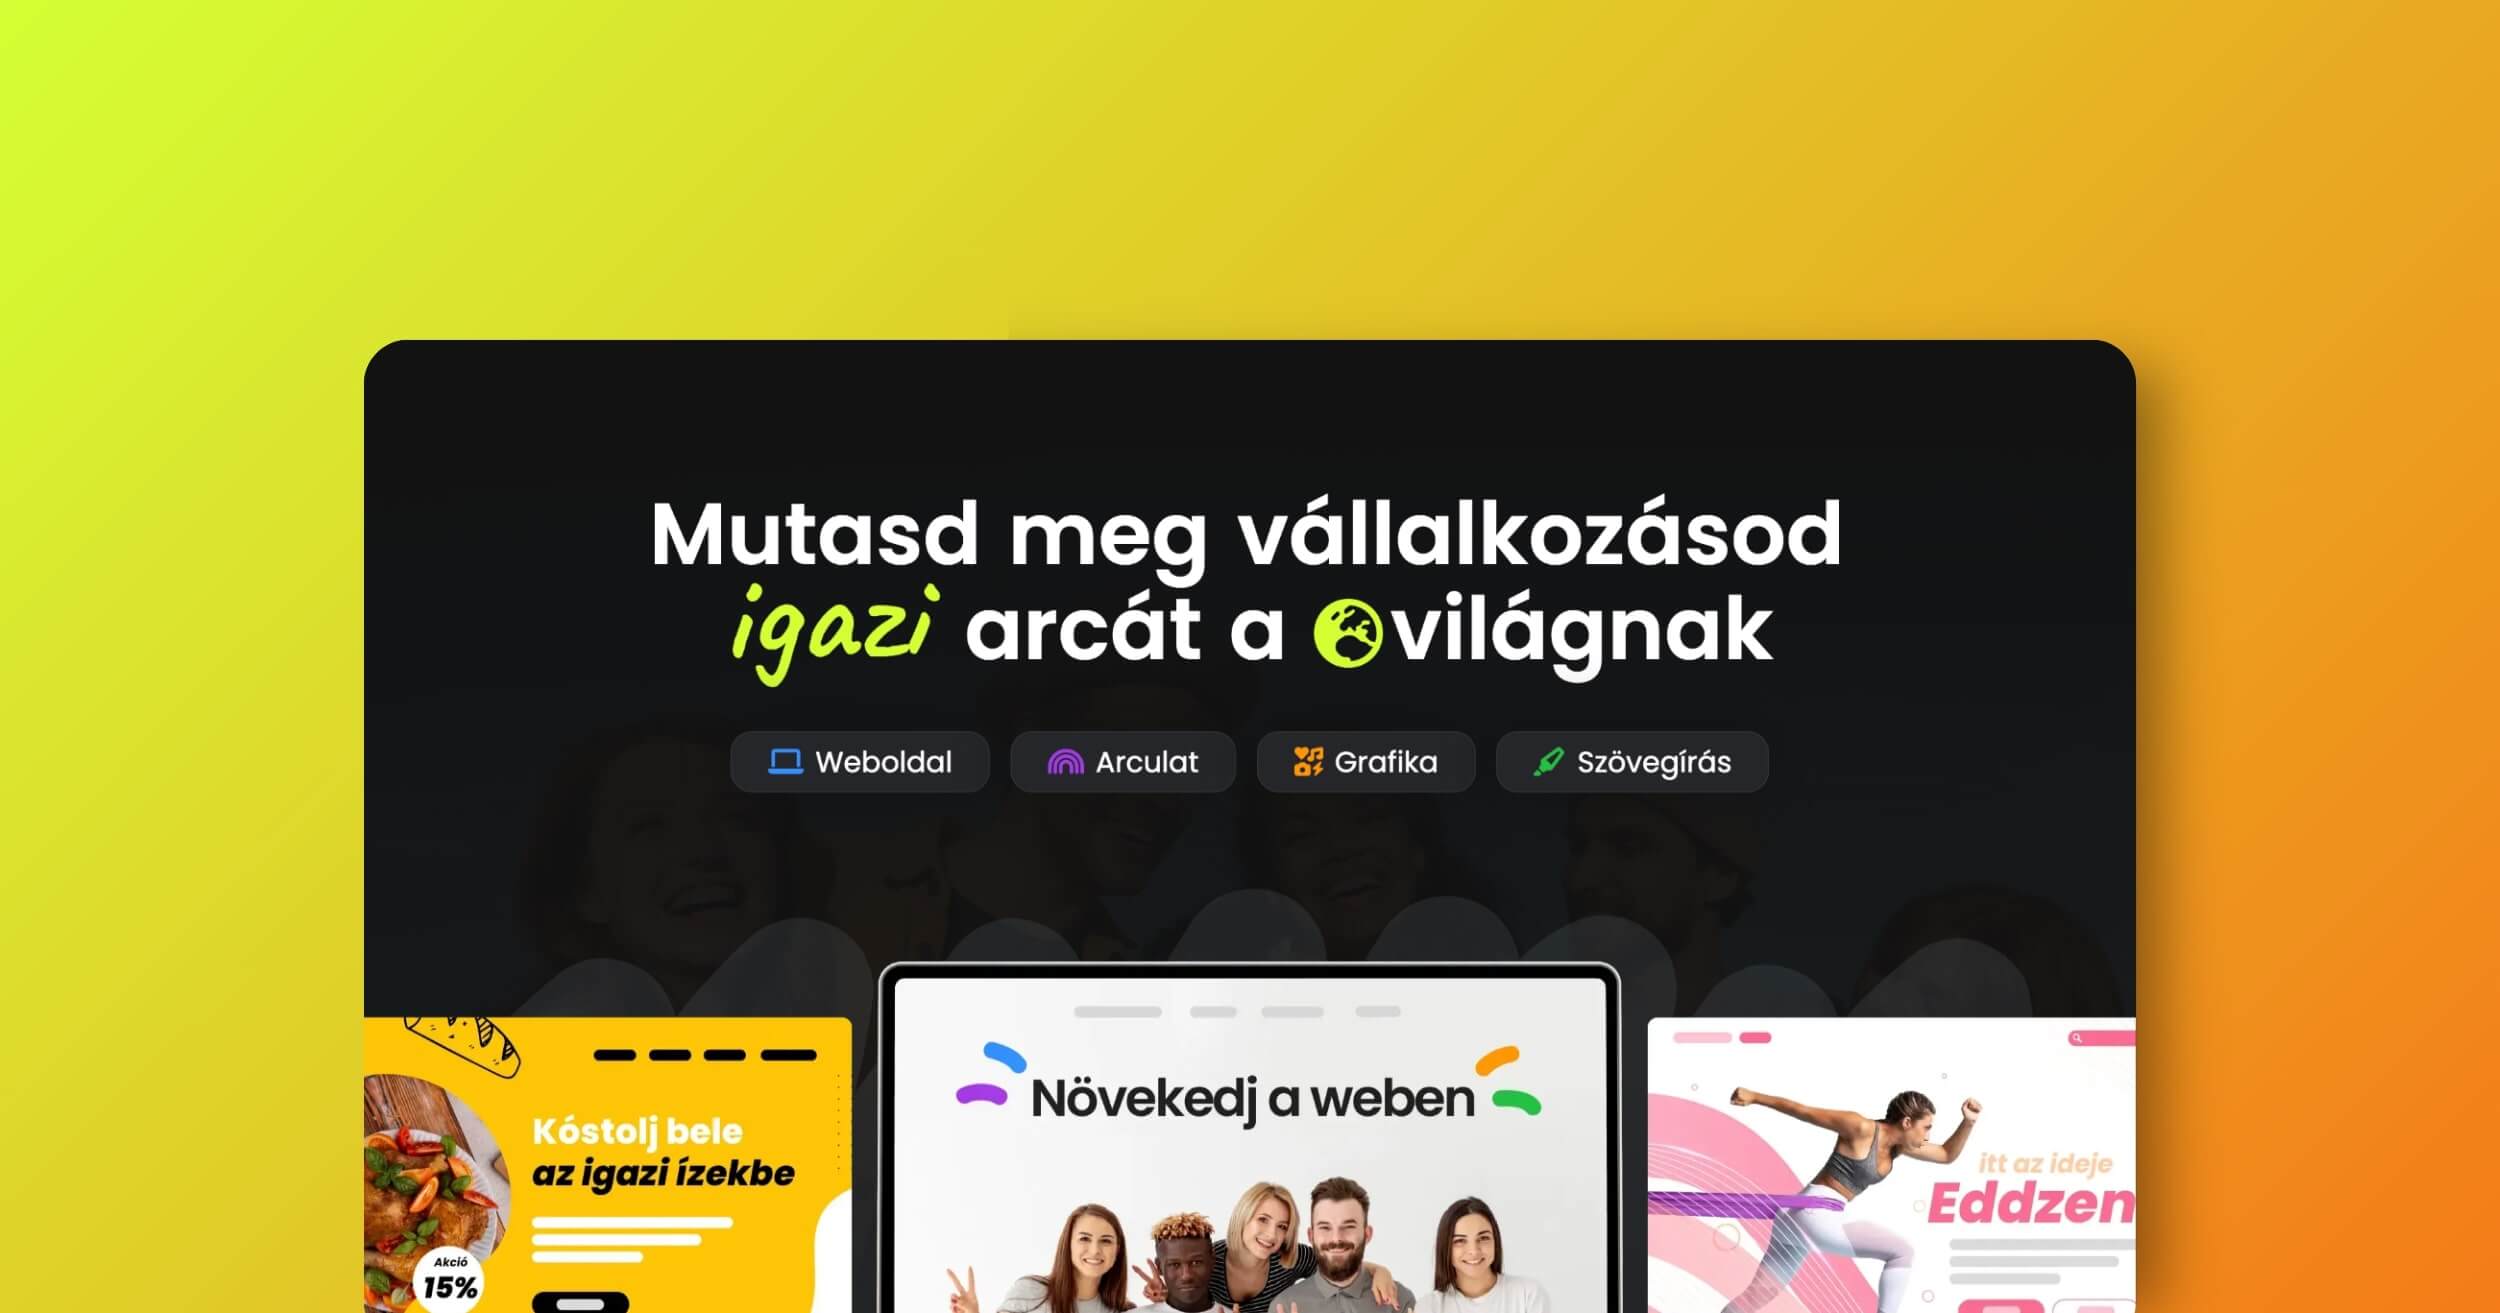 Mutasd meg vállalkozásod
igazi arcát a világnak
Weboldal
Arculat
Grafika
Szövegírás
Növekedj a weben
Kóstolj bele
az igazi ízekbe
Akció
15%
itt az ideje
Eddzen